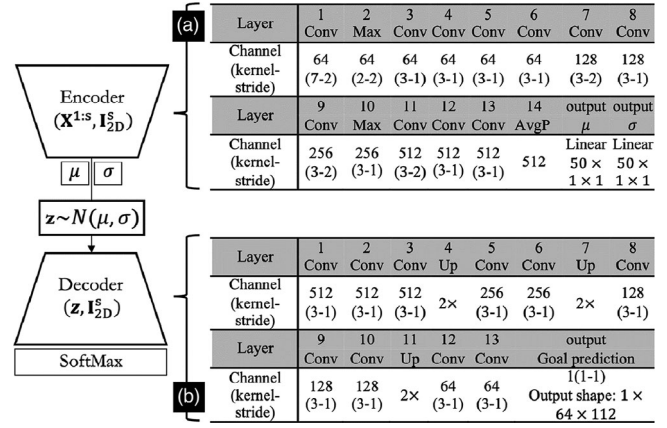 (a)
Encoder
(X^{1:s}, I^{s}_{2D})
μ σ
z~N(μ, σ)
Decoder
(z, I^{s}_{2D})
SoftMax
Layer 1 Conv 2 Max 3 Conv 4 Conv 5 Conv 6 Conv 7 Conv 8 Conv
Channel (kernel-stride) 64 (7-2) 64 (2-2) 64 (3-1) 64 (3-1) 64 (3-1) 64 (3-1) 128 (3-2) 128 (3-1)
Layer 9 Conv 10 Max 11 Conv 12 Conv 13 Conv 14 AvgP output μ output σ
Channel (kernel-stride) 256 (3-2) 256 (3-1) 512 (3-2) 512 (3-1) 512 (3-1) 512 Linear 50 × 1 × 1 Linear 50 × 1 × 1
(b)
Layer 1 Conv 2 Conv 3 Conv 4 Up 5 Conv 6 Conv 7 Up 8 Conv
Channel (kernel-stride) 512 (3-1) 512 (3-1) 512 (3-1) 2× 256 (3-1) 256 (3-1) 2× 128 (3-1)
Layer 9 Conv 10 Conv 11 Up 12 Conv 13 Conv output Goal prediction
Channel (kernel-stride) 128 (3-1) 128 (3-1) 2× 64 (3-1) 64 (3-1) 1(1-1) Output shape: 1 × 64 × 112